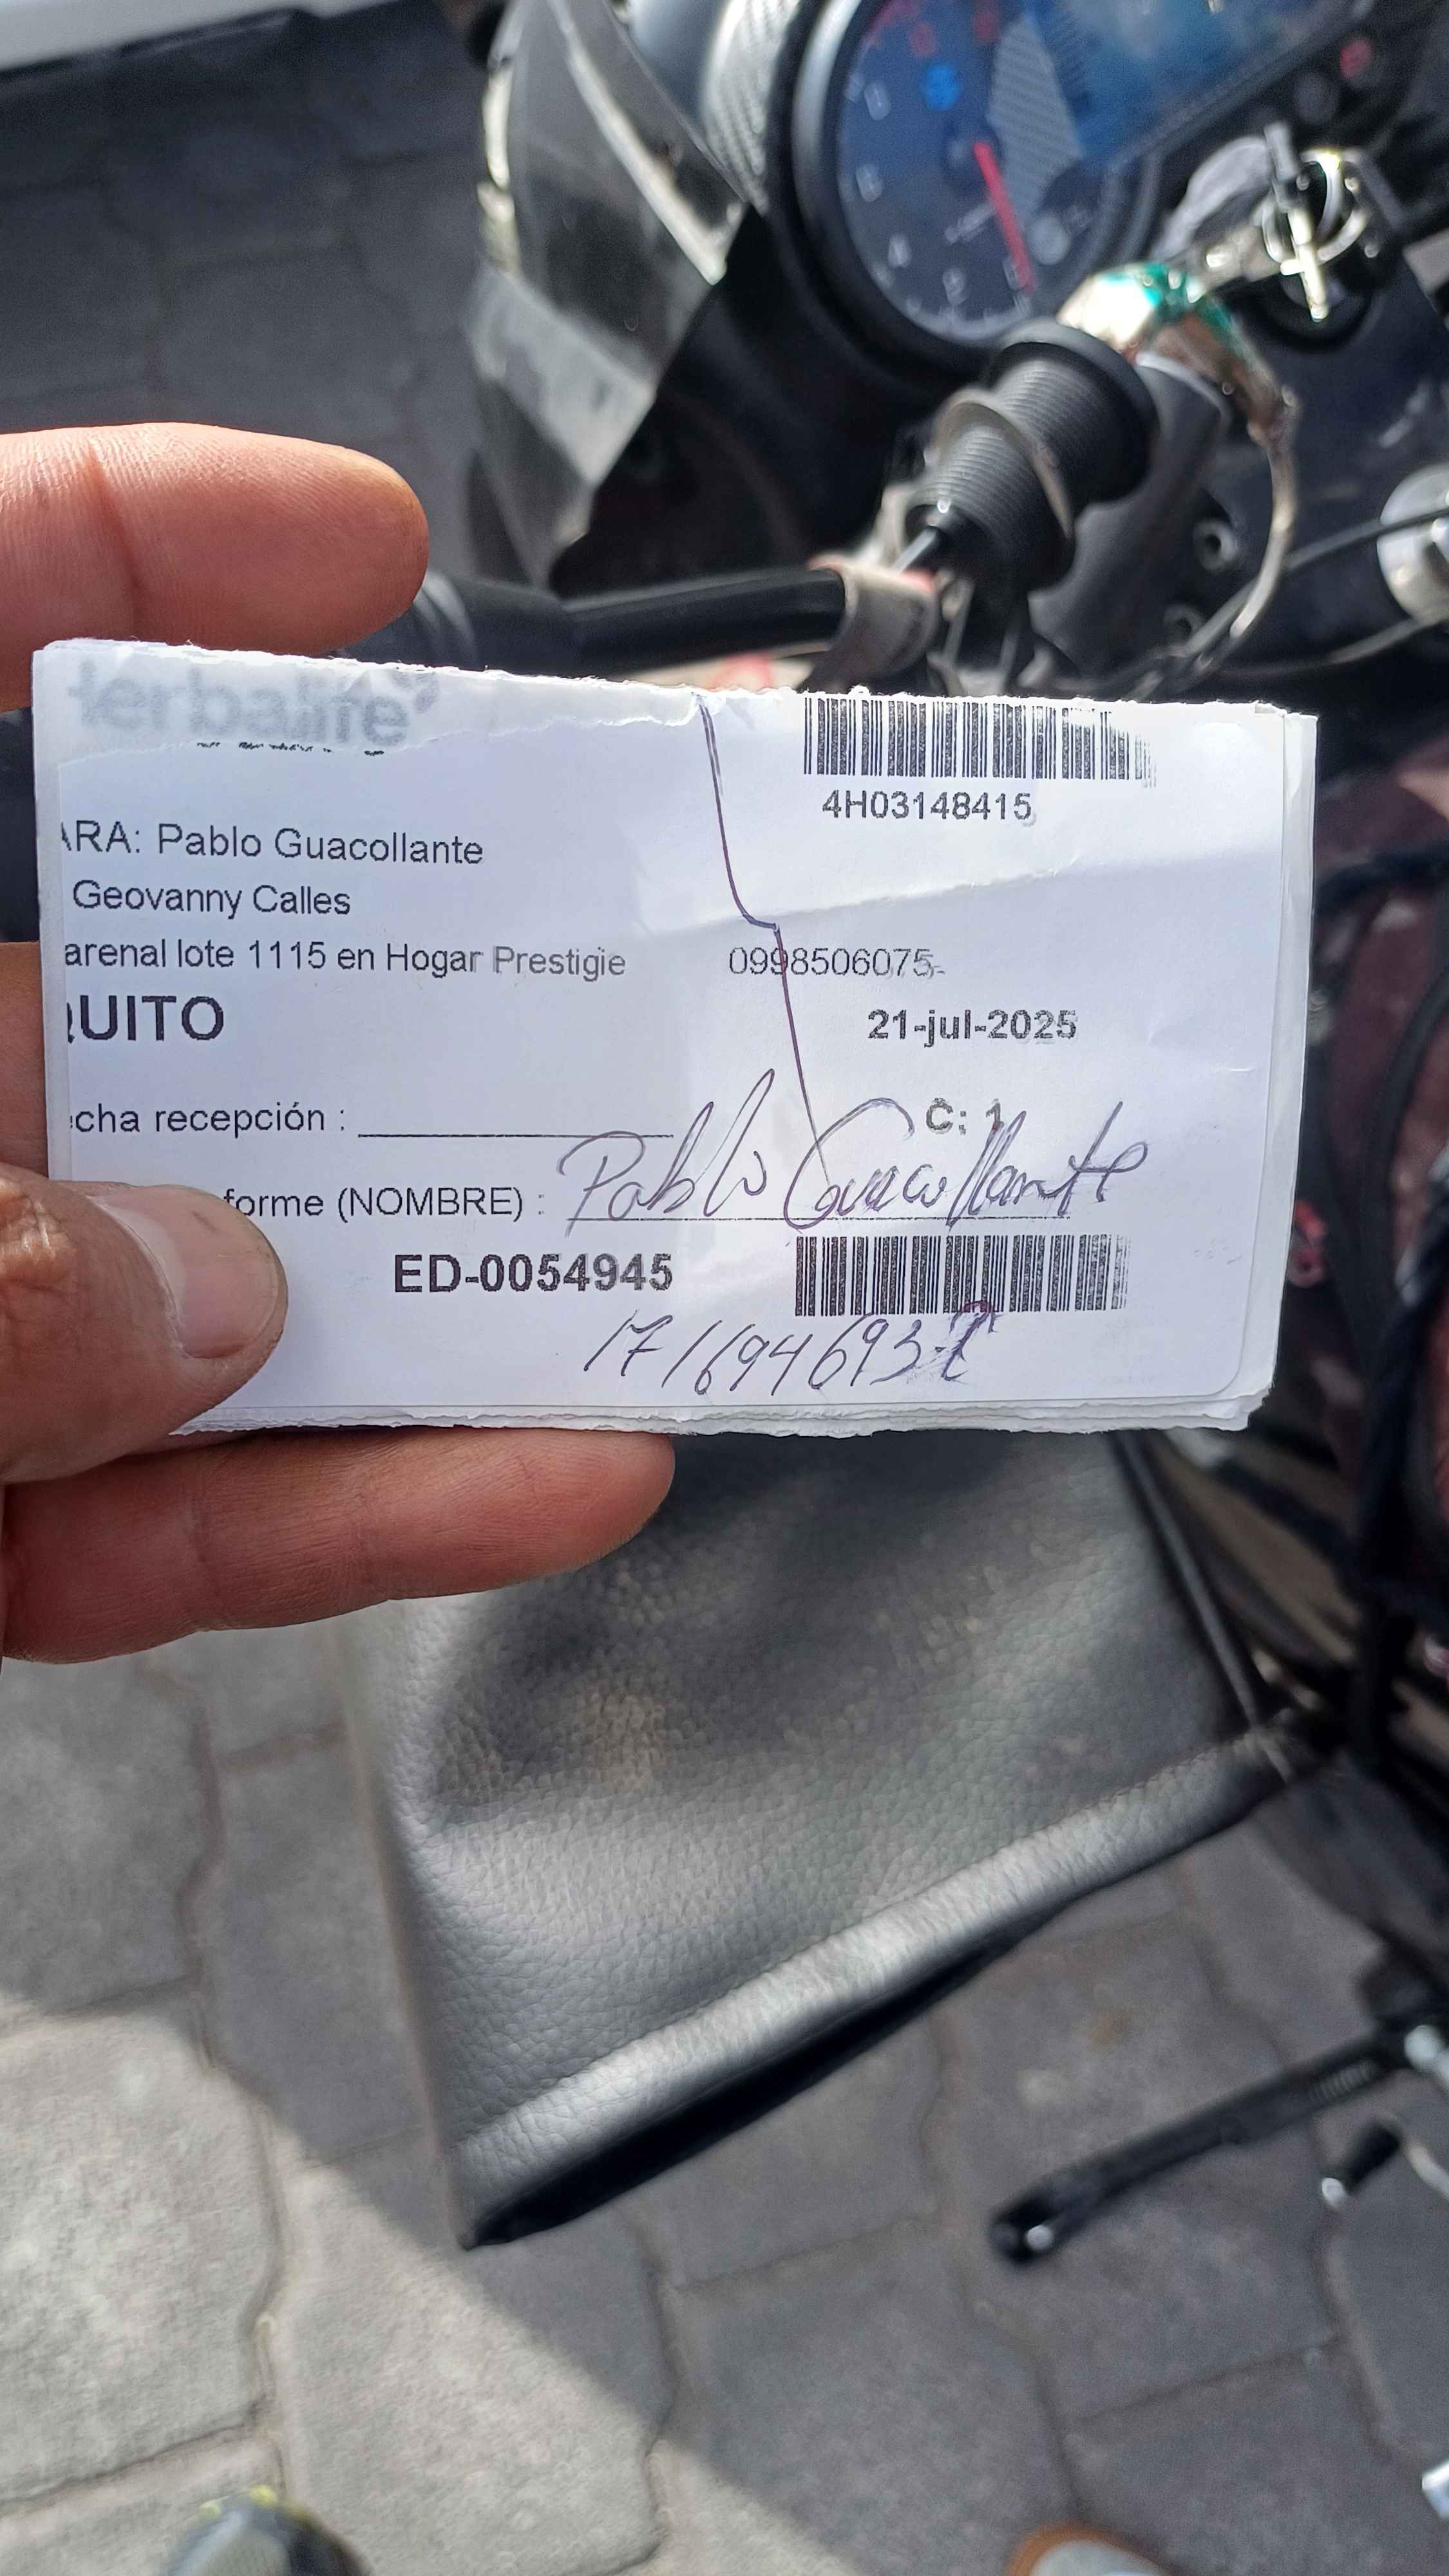 Herbalife
4H03148415
ARA: Pablo Guacollante
Geovanny Calles
arenal lote 1115 en Hogar Prestigie 0998506075-
QUITO
21-jul-2025
echa recepción :
C: 1
forme (NOMBRE) : Pablo Guacollante
ED-0054945